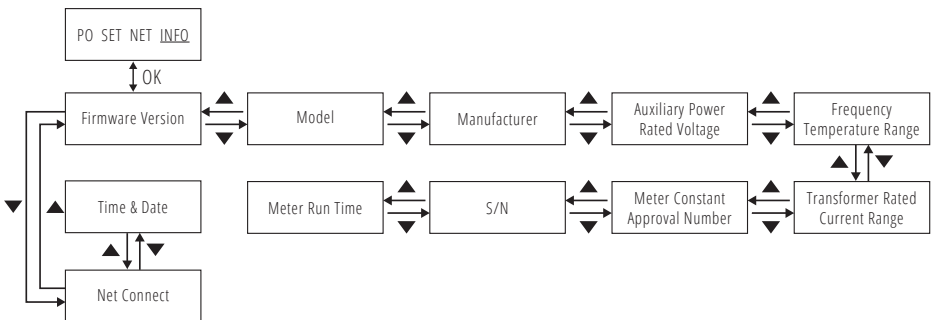 PO SET NET INFO
OK
Firmware Version
Model
Manufacturer
Auxiliary Power
Rated Voltage
Frequency
Temperature Range
Time & Date
Meter Run Time
S/N
Meter Constant
Approval Number
Transformer Rated
Current Range
Net Connect